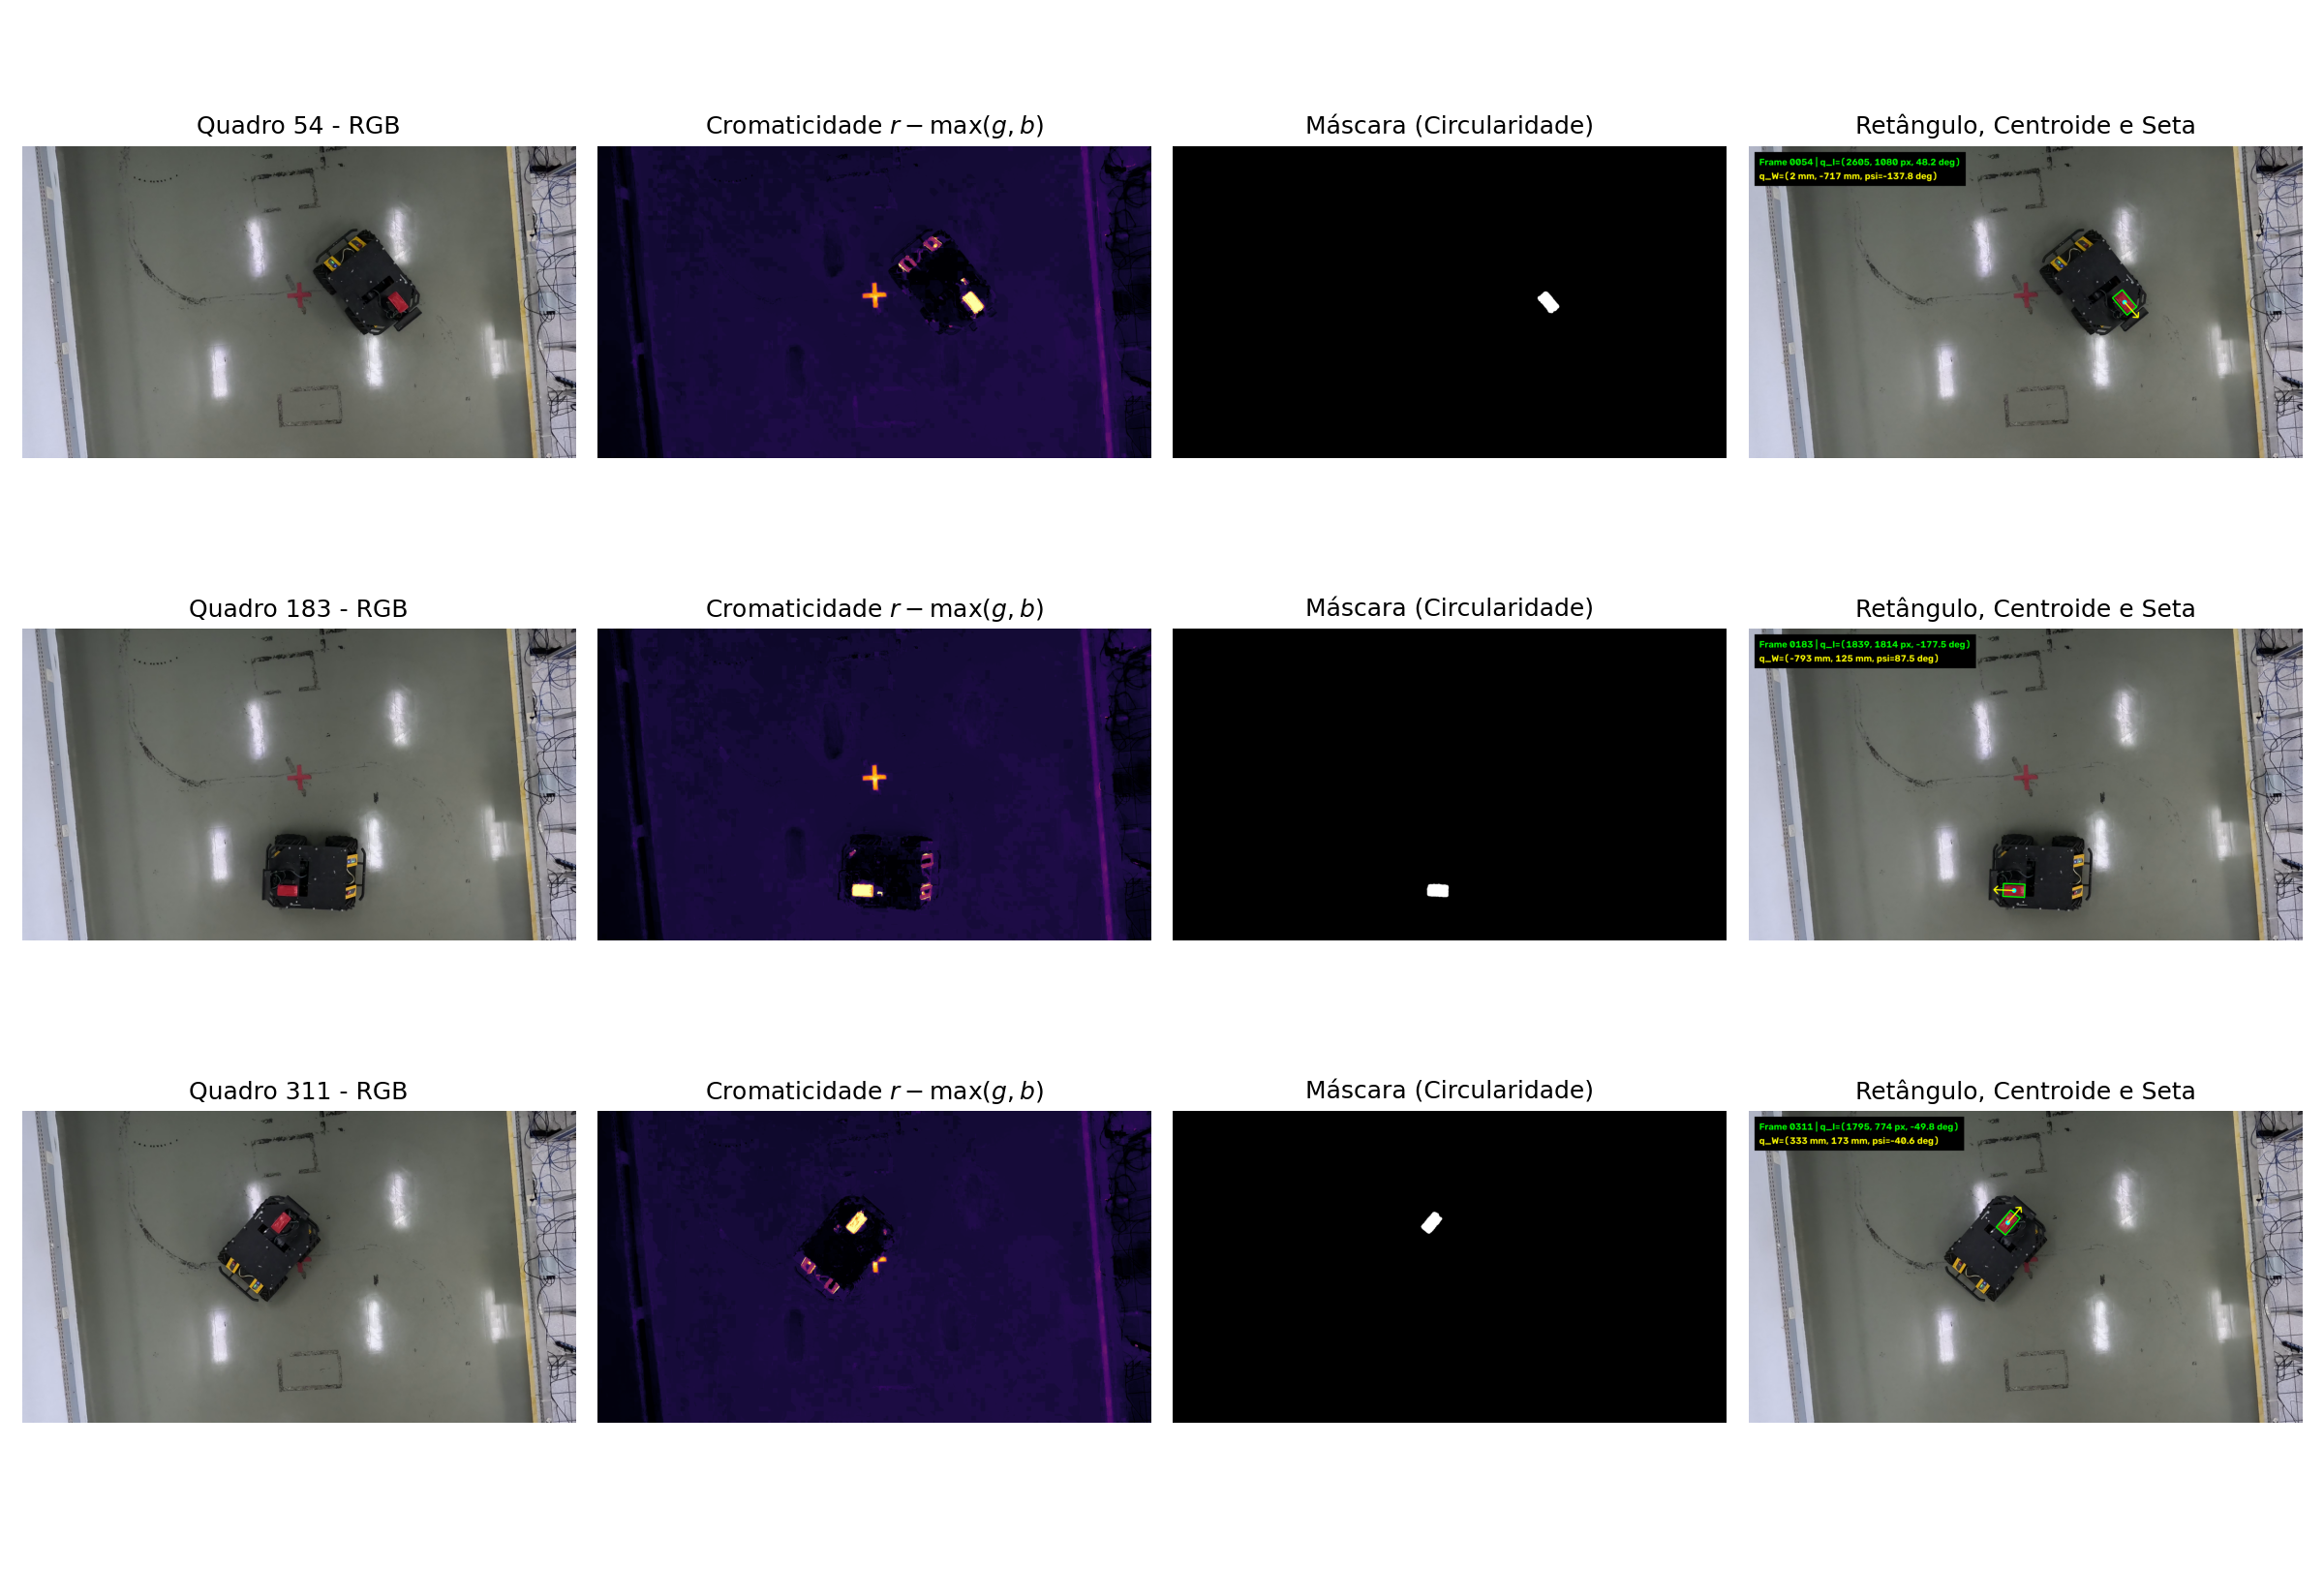 Quadro 54 - RGB
Cromaticidade r − max(g, b)
Máscara (Circularidade)
Retângulo, Centroide e Seta
Frame 0054 | q_I=(2605, 1080 px, 48.2 deg)
q_W=(2 mm, -717 mm, psi=-137.8 deg)
Quadro 183 - RGB
Cromaticidade r − max(g, b)
Máscara (Circularidade)
Retângulo, Centroide e Seta
Frame 0183 | q_I=(1839, 1814 px, -177.5 deg)
q_W=(-793 mm, 125 mm, psi=87.5 deg)
Quadro 311 - RGB
Cromaticidade r − max(g, b)
Máscara (Circularidade)
Retângulo, Centroide e Seta
Frame 0311 | q_I=(1795, 774 px, -49.8 deg)
q_W=(333 mm, 173 mm, psi=-40.6 deg)